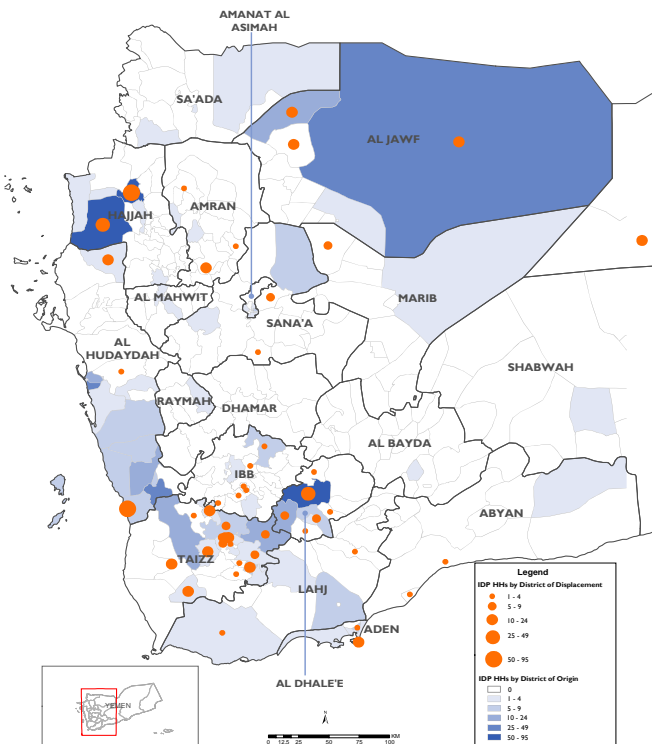 AMANAT AL
ASIMAH
SA'ADA
AL JAWF
HAJJAH
AMRAN
AL MAHWIT
MARIB
SANA'A
AL
HUDAYDAH
SHABWAH
RAYMAH
DHAMAR
AL BAYDA
IBB
ABYAN
TAIZZ
LAHJ
ADEN
AL DHALE'E
Legend
IDP HHs by District of Displacement
1 - 4
5 - 9
10 - 24
25 - 49
50 - 95
IDP HHs by District of Origin
0
1 - 4
5 - 9
10 - 24
25 - 49
50 - 95
YEMEN
N
0 12.5 25 50 75 100
KM